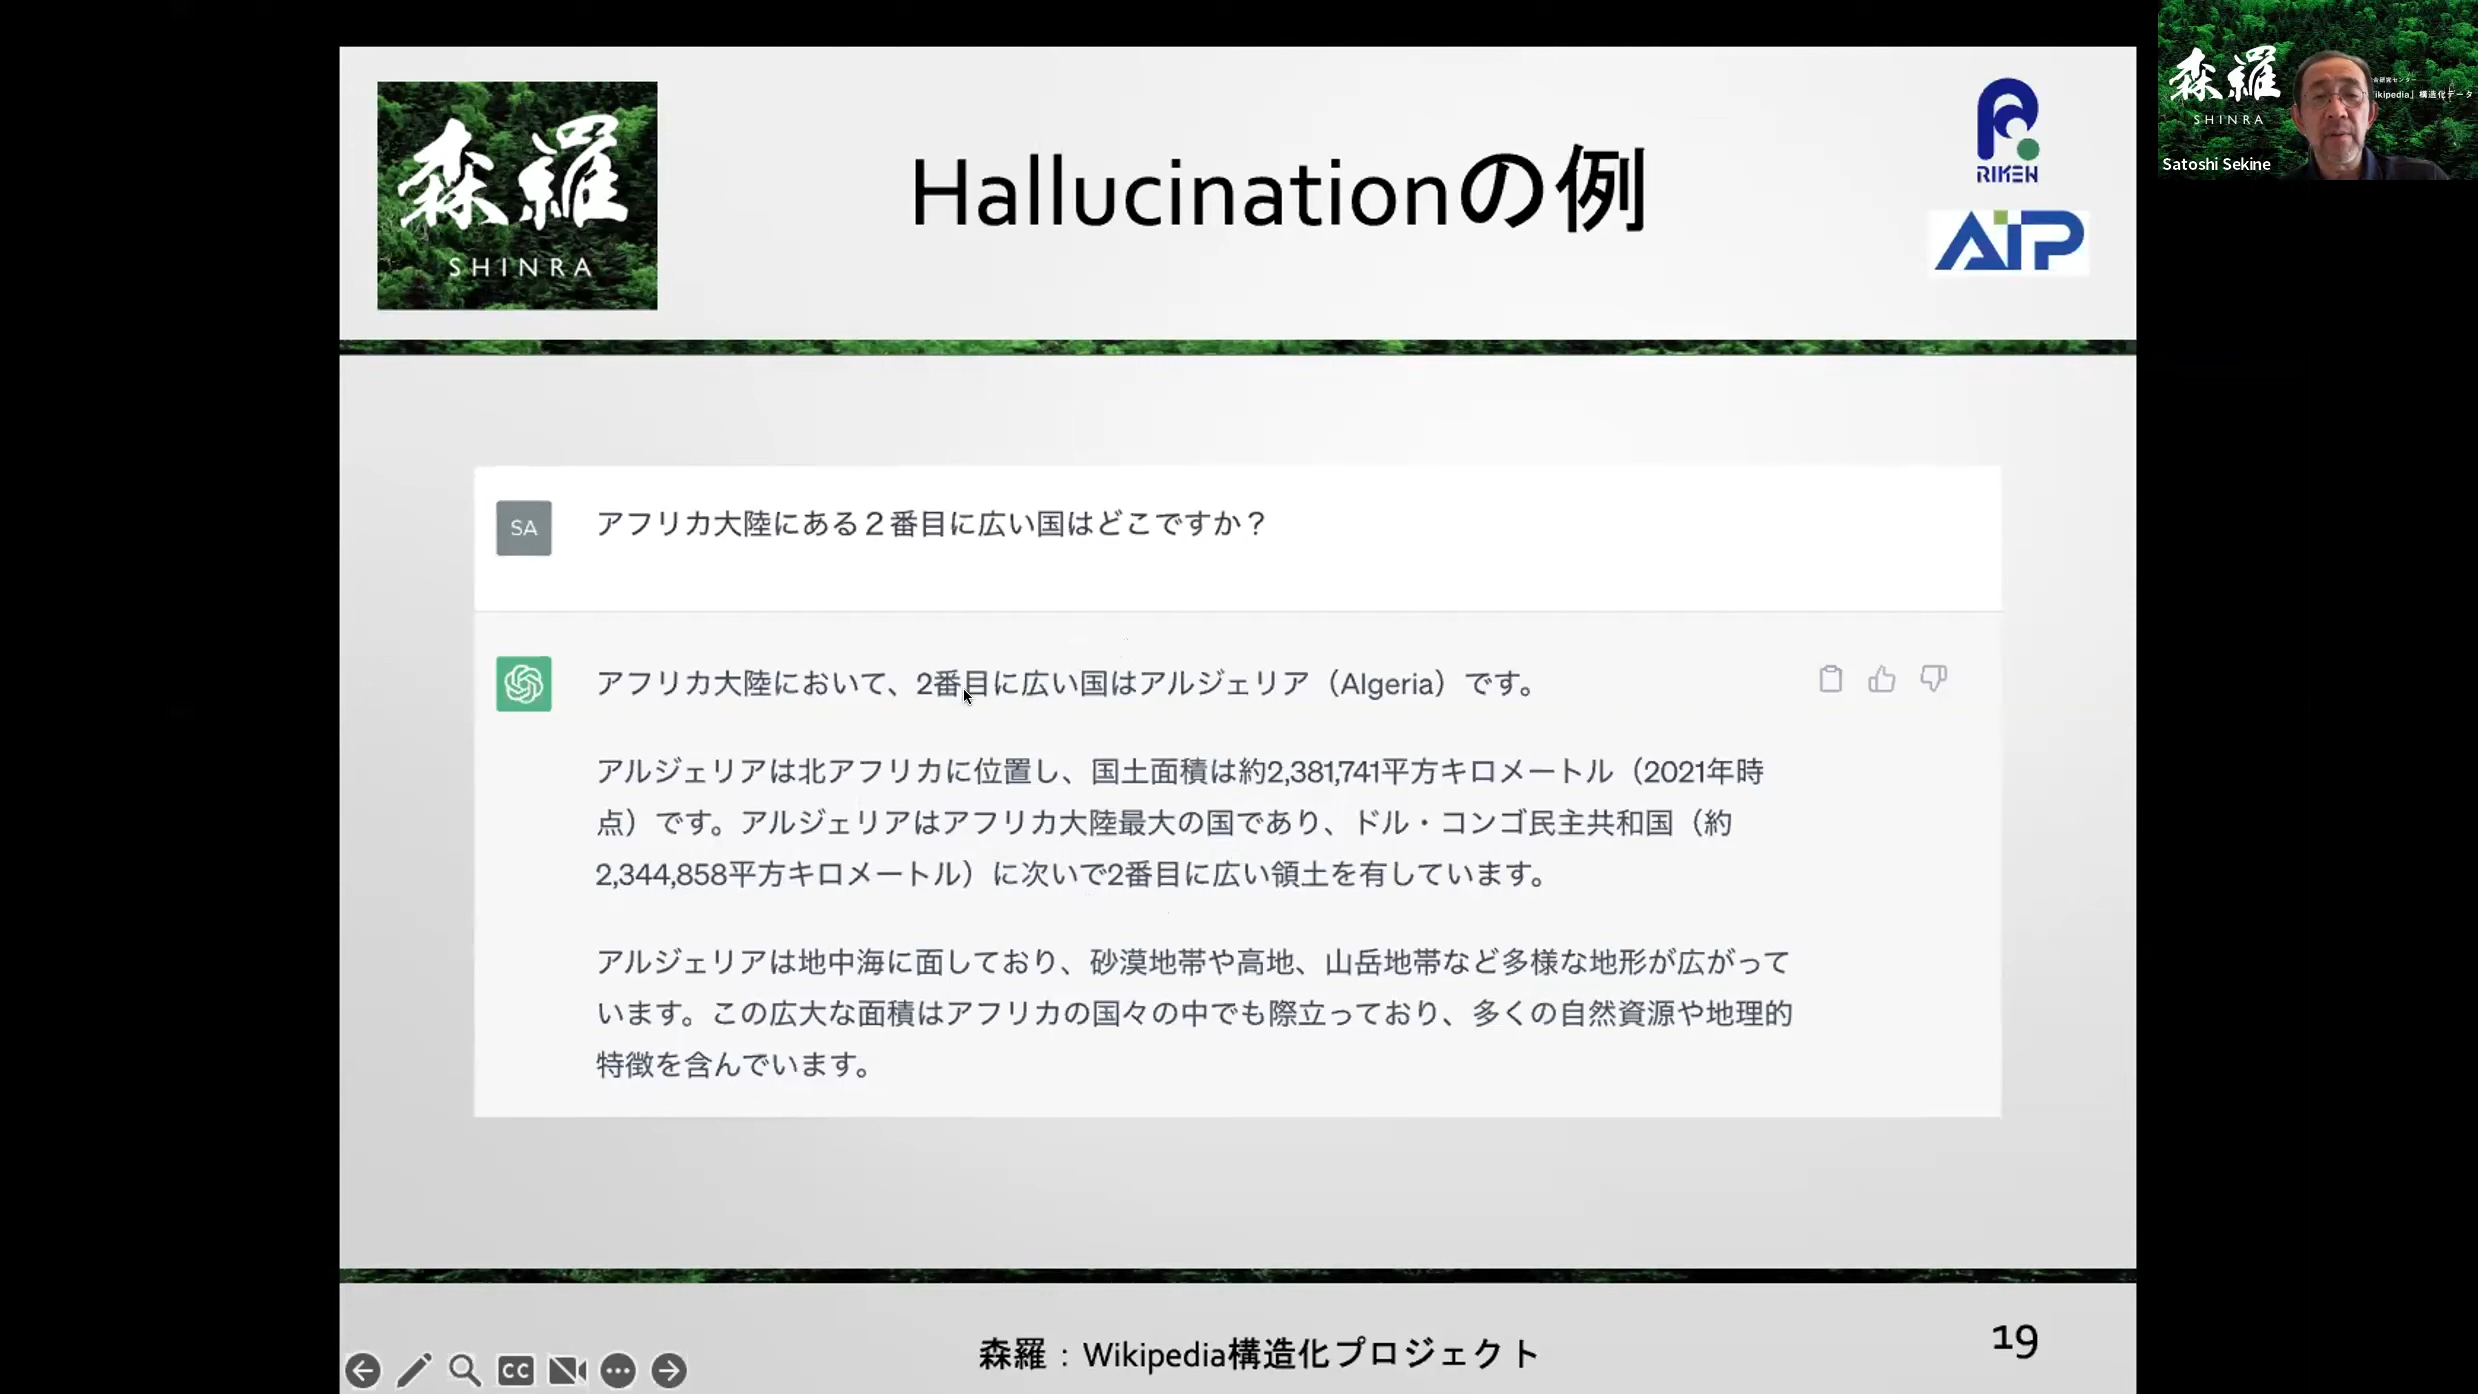 森羅
SHINRA
Hallucinationの例
RIKEN
AIP
森羅
SHINRA
ikipedia」構造化データ
Satoshi Sekine
SA
アフリカ大陸にある２番目に広い国はどこですか？
アフリカ大陸において、2番目に広い国はアルジェリア（Algeria）です。
アルジェリアは北アフリカに位置し、国土面積は約2,381,741平方キロメートル（2021年時
点）です。アルジェリアはアフリカ大陸最大の国であり、ドル・コンゴ民主共和国（約
2,344,858平方キロメートル）に次いで2番目に広い領土を有しています。
アルジェリアは地中海に面しており、砂漠地帯や高地、山岳地帯など多様な地形が広がって
います。この広大な面積はアフリカの国々の中でも際立っており、多くの自然資源や地理的
特徴を含んでいます。
CC
森羅：Wikipedia構造化プロジェクト
19